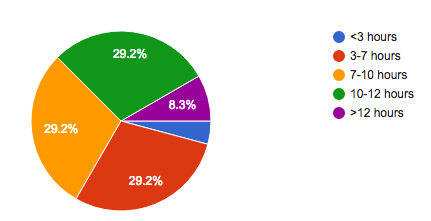 29.2%
8.3%
29.2%
29.2%
<3 hours
3-7 hours
7-10 hours
10-12 hours
>12 hours